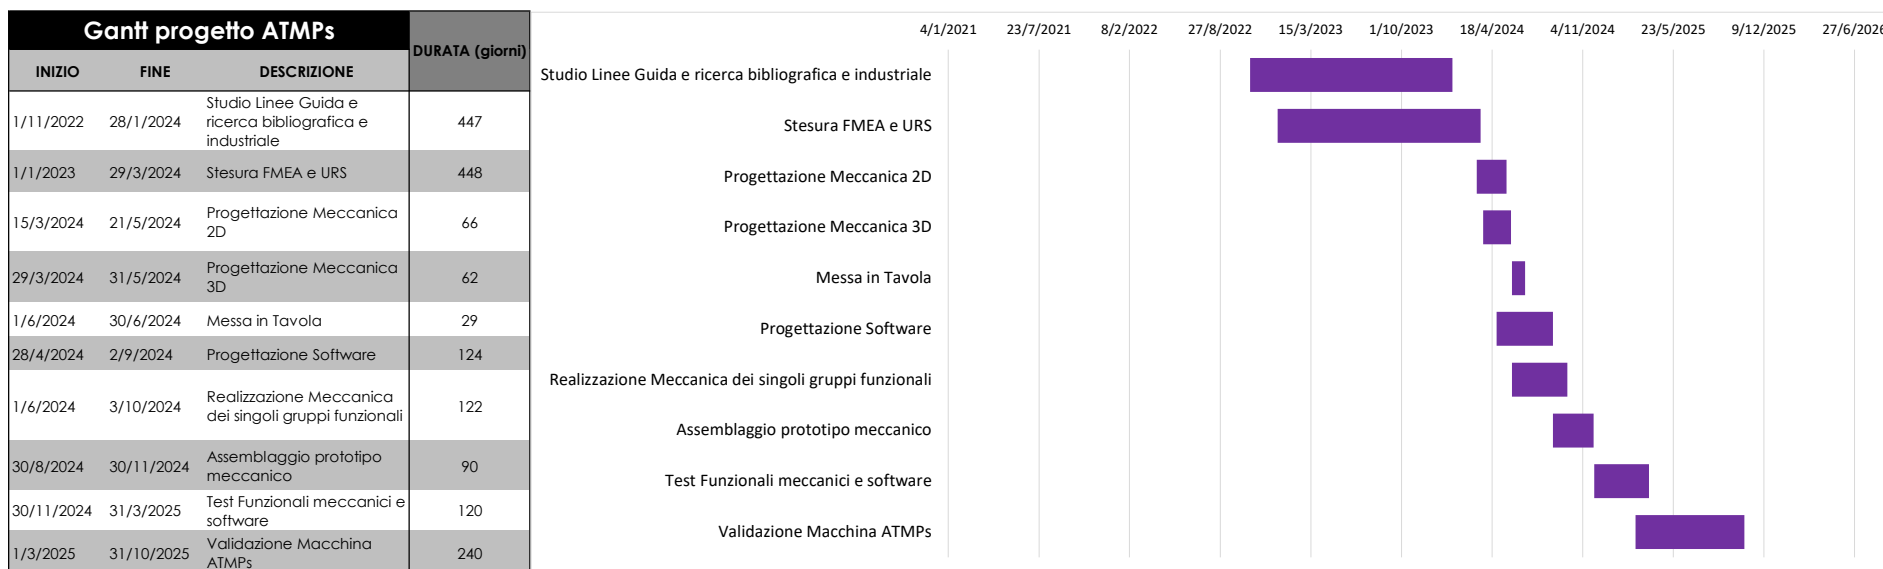 Gantt progetto ATMPs
DURATA (giorni)
INIZIO FINE DESCRIZIONE
1/11/2022 28/1/2024 Studio Linee Guida e
ricerca bibliografica e
industriale
447
1/1/2023 29/3/2024 Stesura FMEA e URS 448
15/3/2024 21/5/2024 Progettazione Meccanica
2D
66
29/3/2024 31/5/2024 Progettazione Meccanica
3D
62
1/6/2024 30/6/2024 Messa in Tavola 29
28/4/2024 2/9/2024 Progettazione Software 124
1/6/2024 3/10/2024 Realizzazione Meccanica
dei singoli gruppi funzionali
122
30/8/2024 30/11/2024 Assemblaggio prototipo
meccanico
90
30/11/2024 31/3/2025 Test Funzionali meccanici e
software
120
1/3/2025 31/10/2025 Validazione Macchina
ATMPs
240
4/1/2021 23/7/2021 8/2/2022 27/8/2022 15/3/2023 1/10/2023 18/4/2024 4/11/2024 23/5/2025 9/12/2025 27/6/2026
Studio Linee Guida e ricerca bibliografica e industriale
Stesura FMEA e URS
Progettazione Meccanica 2D
Progettazione Meccanica 3D
Messa in Tavola
Progettazione Software
Realizzazione Meccanica dei singoli gruppi funzionali
Assemblaggio prototipo meccanico
Test Funzionali meccanici e software
Validazione Macchina ATMPs